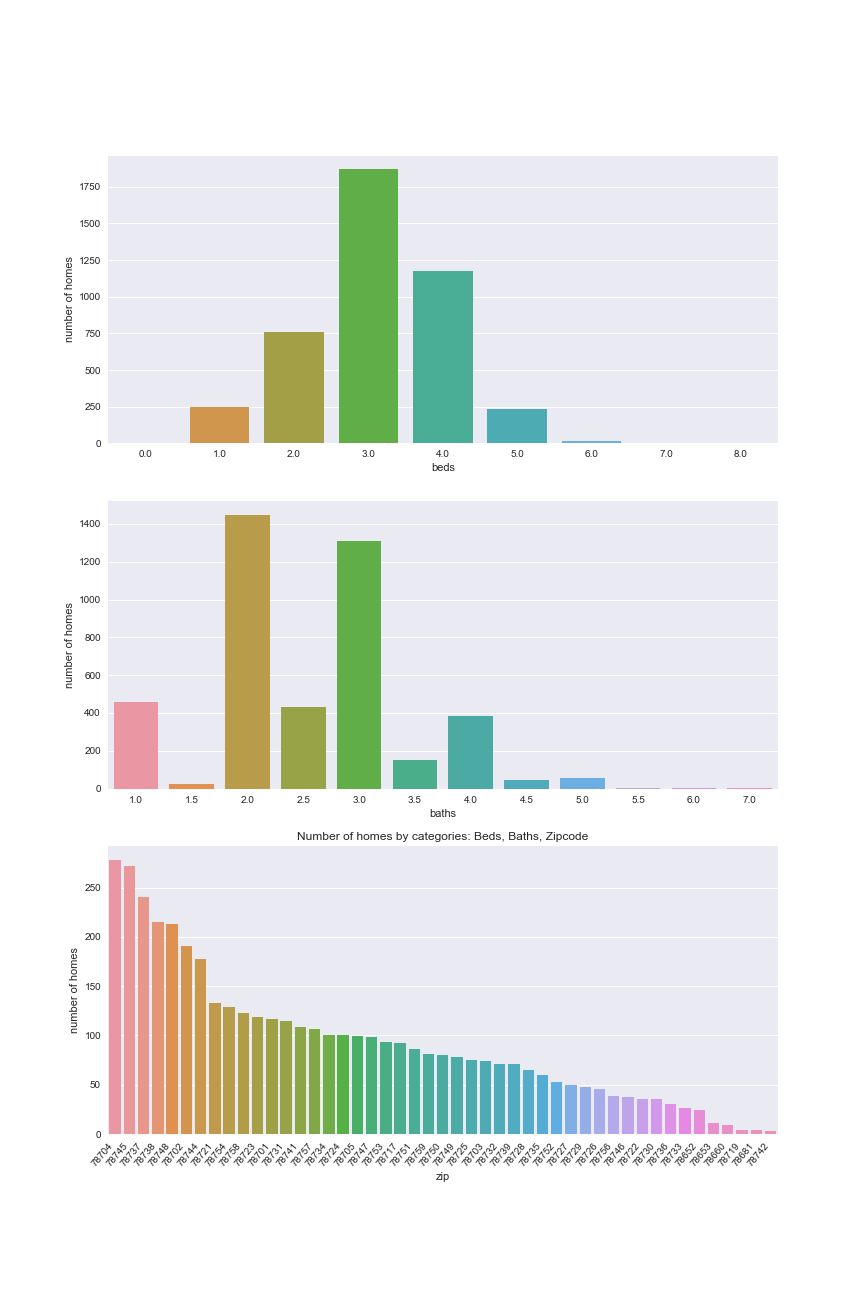 number of homes
1750
1500
1250
1000
750
500
250
0
0.0 1.0 2.0 3.0 4.0 5.0 6.0 7.0 8.0
beds
number of homes
1400
1200
1000
800
600
400
200
0
1.0 1.5 2.0 2.5 3.0 3.5 4.0 4.5 5.0 5.5 6.0 7.0
baths
Number of homes by categories: Beds, Baths, Zipcode
number of homes
250
200
150
100
50
0
78704 78745 78737 78738 78748 78702 78744 78721 78754 78758 78723 78701 78731 78741 78757 78734 78724 78705 78747 78753 78717 78751 78759 78750 78749 78725 78703 78732 78739 78728 78735 78752 78727 78729 78726 78756 78746 78722 78730 78736 78733 78652 78653 78660 78719 78681 78742
zip